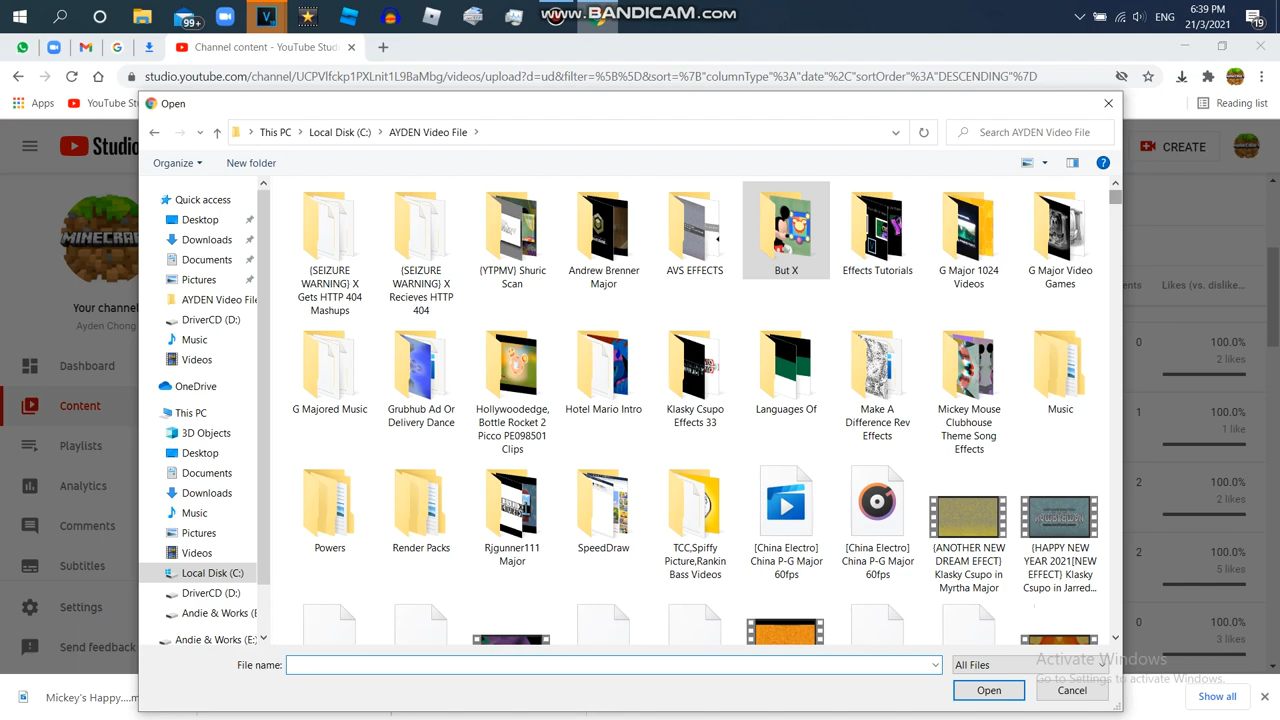 99+
WWW.BANDICAM.COM
ENG
6:39 PM
21/3/2021
19
Channel content - YouTube Stud
studio.youtube.com/channel/UCPVlfckp1PXLnit1L9BaMbg/videos/upload?d=ud&filter=%5B%5D&sort=%7B"columnType"%3A"date"%2C"sortOrder"%3A"DESCENDING"%7D
Apps
YouTube Stu
Reading list
Open
This PC > Local Disk (C:) > AYDEN Video File >
Search AYDEN Video File
Studio
CREATE
Organize
New folder
Quick access
Desktop
Downloads
Documents
Pictures
AYDEN Video File
DriverCD (D:)
Music
Videos
OneDrive
This PC
3D Objects
Desktop
Documents
Downloads
Music
Pictures
Videos
Local Disk (C:)
DriverCD (D:)
Andie & Works (E
Andie & Works (E:)
{SEIZURE
WARNING} X
Gets HTTP 404
Mashups
{SEIZURE
WARNING} X
Recieves HTTP
404
{YTPMV} Shuric
Scan
Andrew Brenner
Major
AVS EFFECTS
But X
Effects Tutorials
G Major 1024
Videos
G Major Video
Games
G Majored Music
Grubhub Ad Or
Delivery Dance
Hollywoodedge,
Bottle Rocket 2
Picco PE098501
Clips
Hotel Mario Intro
Klasky Csupo
Effects 33
Languages Of
Make A
Difference Rev
Effects
Mickey Mouse
Clubhouse
Theme Song
Effects
Music
Powers
Render Packs
Rjgunner111
Major
SpeedDraw
TCC,Spiffy
Picture,Rankin
Bass Videos
[China Electro]
China P-G Major
60fps
[China Electro]
China P-G Major
60fps
{ANOTHER NEW
DREAM EFECT}
Klasky Csupo in
Myrtha Major
{HAPPY NEW
YEAR 2021[NEW
EFFECT} Klasky
Csupo in Jarred...
MINECRAFT
Your channel
Ayden Chong
Dashboard
Content
Playlists
Analytics
Comments
Subtitles
Settings
Send feedback
ents
Likes (vs. dislike...
0
100.0%
2 likes
1
100.0%
1 like
2
100.0%
2 likes
2
100.0%
5 likes
0
100.0%
3 likes
File name:
All Files
Open
Cancel
Activate Windows
Go to Settings to activate Windows.
Mickey's Happy....m
Show all